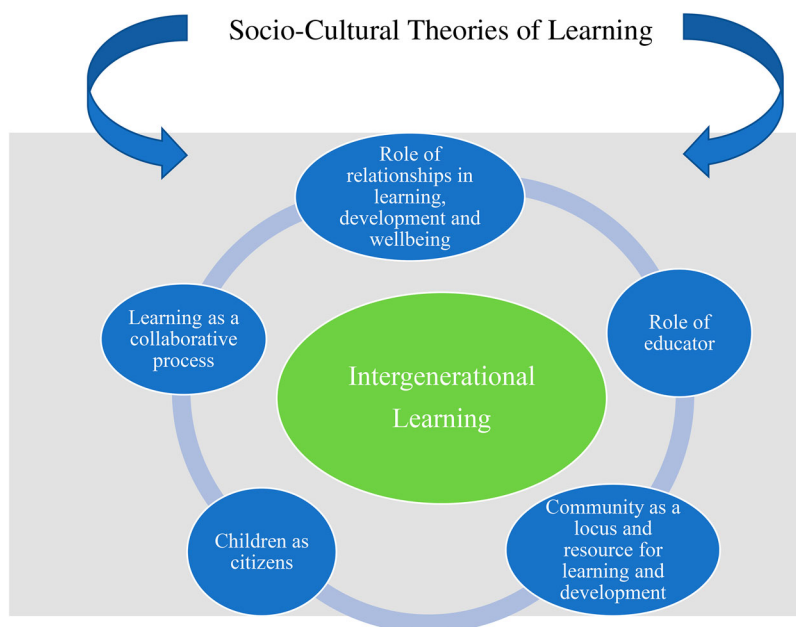 Socio-Cultural Theories of Learning
Role of
relationships in
learning,
development and
wellbeing
Learning as a
collaborative
process
Role of
educator
Intergenerational
Learning
Children as
citizens
Community as a
locus and
resource for
learning and
development